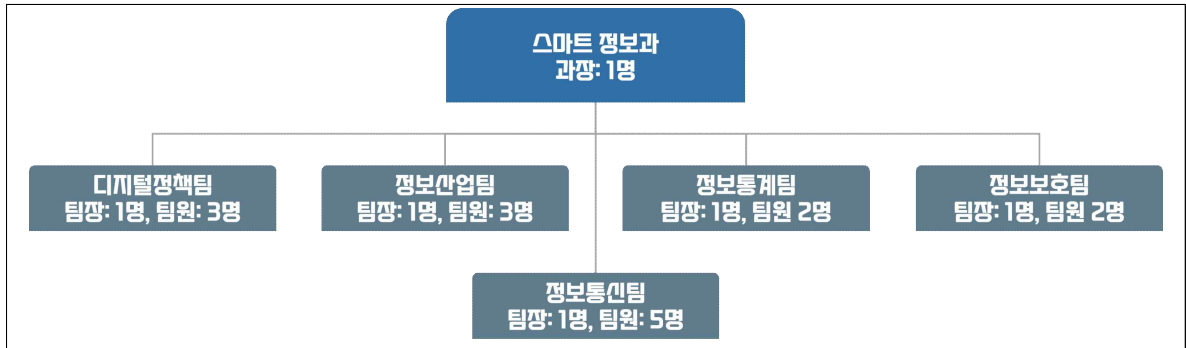 스마트 정보과
과장: 1명
디지털정책팀
팀장: 1명, 팀원: 3명
정보산업팀
팀장: 1명, 팀원: 3명
정보통계팀
팀장: 1명, 팀원 2명
정보보호팀
팀장: 1명, 팀원 2명
정보통신팀
팀장: 1명, 팀원: 5명